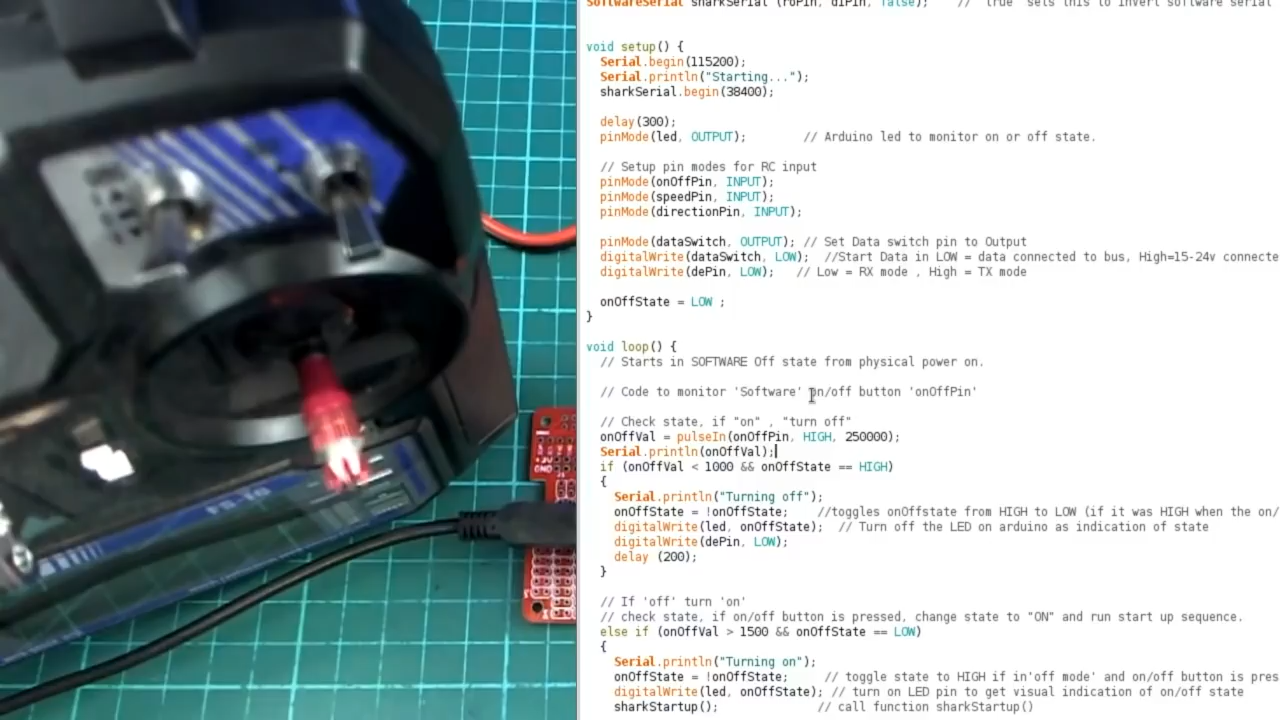 SoftwareSerial sharkSerial (roPin, diPin, false);    // "true" sets this to invert software serial
void setup() {
Serial.begin(115200);
Serial.println("Starting...");
sharkSerial.begin(38400);
delay(300);
pinMode(led, OUTPUT);        // Arduino led to monitor on or off state.
// Setup pin modes for RC input
pinMode(onOffPin, INPUT);
pinMode(speedPin, INPUT);
pinMode(directionPin, INPUT);
pinMode(dataSwitch, OUTPUT); // Set Data switch pin to Output
digitalWrite(dataSwitch, LOW);  //Start Data in LOW = data connected to bus, High=15-24v connecte
digitalWrite(dePin, LOW);   // Low = RX mode , High = TX mode
onOffState = LOW ;
}
void loop() {
// Starts in SOFTWARE Off state from physical power on.
// Code to monitor 'Software' on/off button 'onOffPin'
// Check state, if "on" , "turn off"
onOffVal = pulseIn(onOffPin, HIGH, 250000);
Serial.println(onOffVal);
if (onOffVal < 1000 && onOffState == HIGH)
{
Serial.println("Turning off");
onOffState = !onOffState;    //toggles onOffstate from HIGH to LOW (if it was HIGH when the on/
digitalWrite(led, onOffState);  // Turn off the LED on arduino as indication of state
digitalWrite(dePin, LOW);
delay (200);
}
// If 'off' turn 'on'
// check state, if on/off button is pressed, change state to "ON" and run start up sequence.
else if (onOffVal > 1500 && onOffState == LOW)
{
Serial.println("Turning on");
onOffState = !onOffState;     // toggle state to HIGH if in'off mode' and on/off button is pres
digitalWrite(led, onOffState); // turn on LED pin to get visual indication of on/off state
sharkStartup();              // call function sharkStartup()
GND